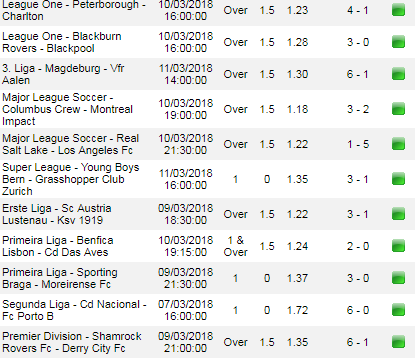 League One - Peterborough - Charlton 10/03/2018 16:00:00 Over 1.5 1.23 4 - 1
League One - Blackburn Rovers - Blackpool 10/03/2018 16:00:00 Over 1.5 1.28 3 - 0
3. Liga - Magdeburg - Vfr Aalen 11/03/2018 14:00:00 Over 1.5 1.30 6 - 1
Major League Soccer - Columbus Crew - Montreal Impact 10/03/2018 19:00:00 Over 1.5 1.18 3 - 2
Major League Soccer - Real Salt Lake - Los Angeles Fc 10/03/2018 21:30:00 Over 1.5 1.22 1 - 5
Super League - Young Boys Bern - Grasshopper Club Zurich 11/03/2018 16:00:00 1 0 1.35 3 - 1
Erste Liga - Sc Austria Lustenau - Ksv 1919 09/03/2018 18:30:00 Over 1.5 1.22 3 - 1
Primeira Liga - Benfica Lisbon - Cd Das Aves 10/03/2018 19:15:00 1 & Over 1.5 1.24 2 - 0
Primeira Liga - Sporting Braga - Moreirense Fc 09/03/2018 21:30:00 1 0 1.37 3 - 0
Segunda Liga - Cd Nacional - Fc Porto B 07/03/2018 16:00:00 1 0 1.72 6 - 0
Premier Division - Shamrock Rovers Fc - Derry City Fc 09/03/2018 21:00:00 Over 1.5 1.35 6 - 1